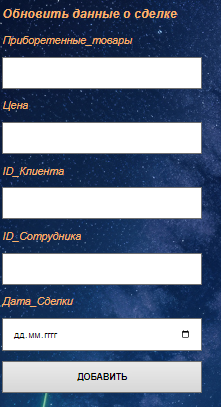 Обновить данные о сделке
Приборетенные_товары
Цена
ID_Клиента
ID_Сотрудника
Дата_Сделки
дд.мм.гггг
ДОБАВИТЬ